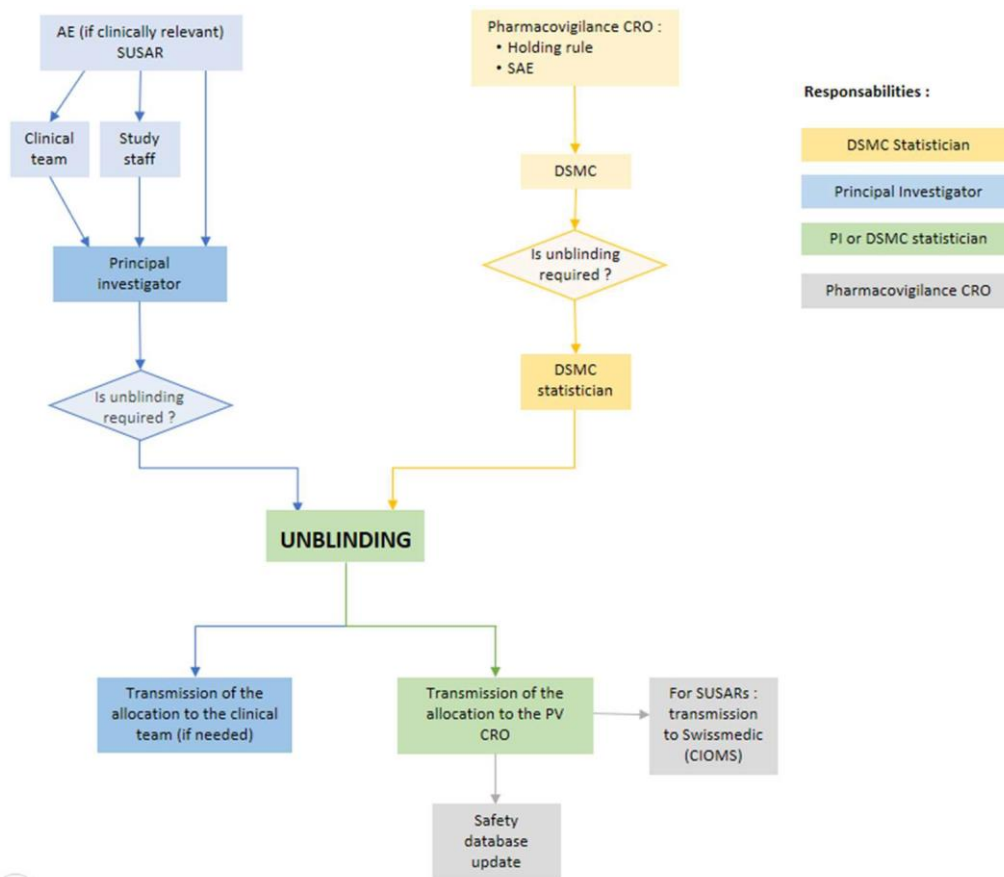 AE (if clinically relevant)
SUSAR
Clinical
team
Study
staff
Principal
investigator
Is unblinding
required ?
Pharmacovigilance CRO :
• Holding rule
• SAE
DSMC
Is unblinding
required ?
DSMC
statistician
UNBLINDING
Transmission of the
allocation to the clinical
team (if needed)
Transmission of the
allocation to the PV
CRO
For SUSARs :
transmission
to Swissmedic
(CIOMS)
Safety
database
update
Responsabilities :
DSMC Statistician
Principal Investigator
PI or DSMC statistician
Pharmacovigilance CRO